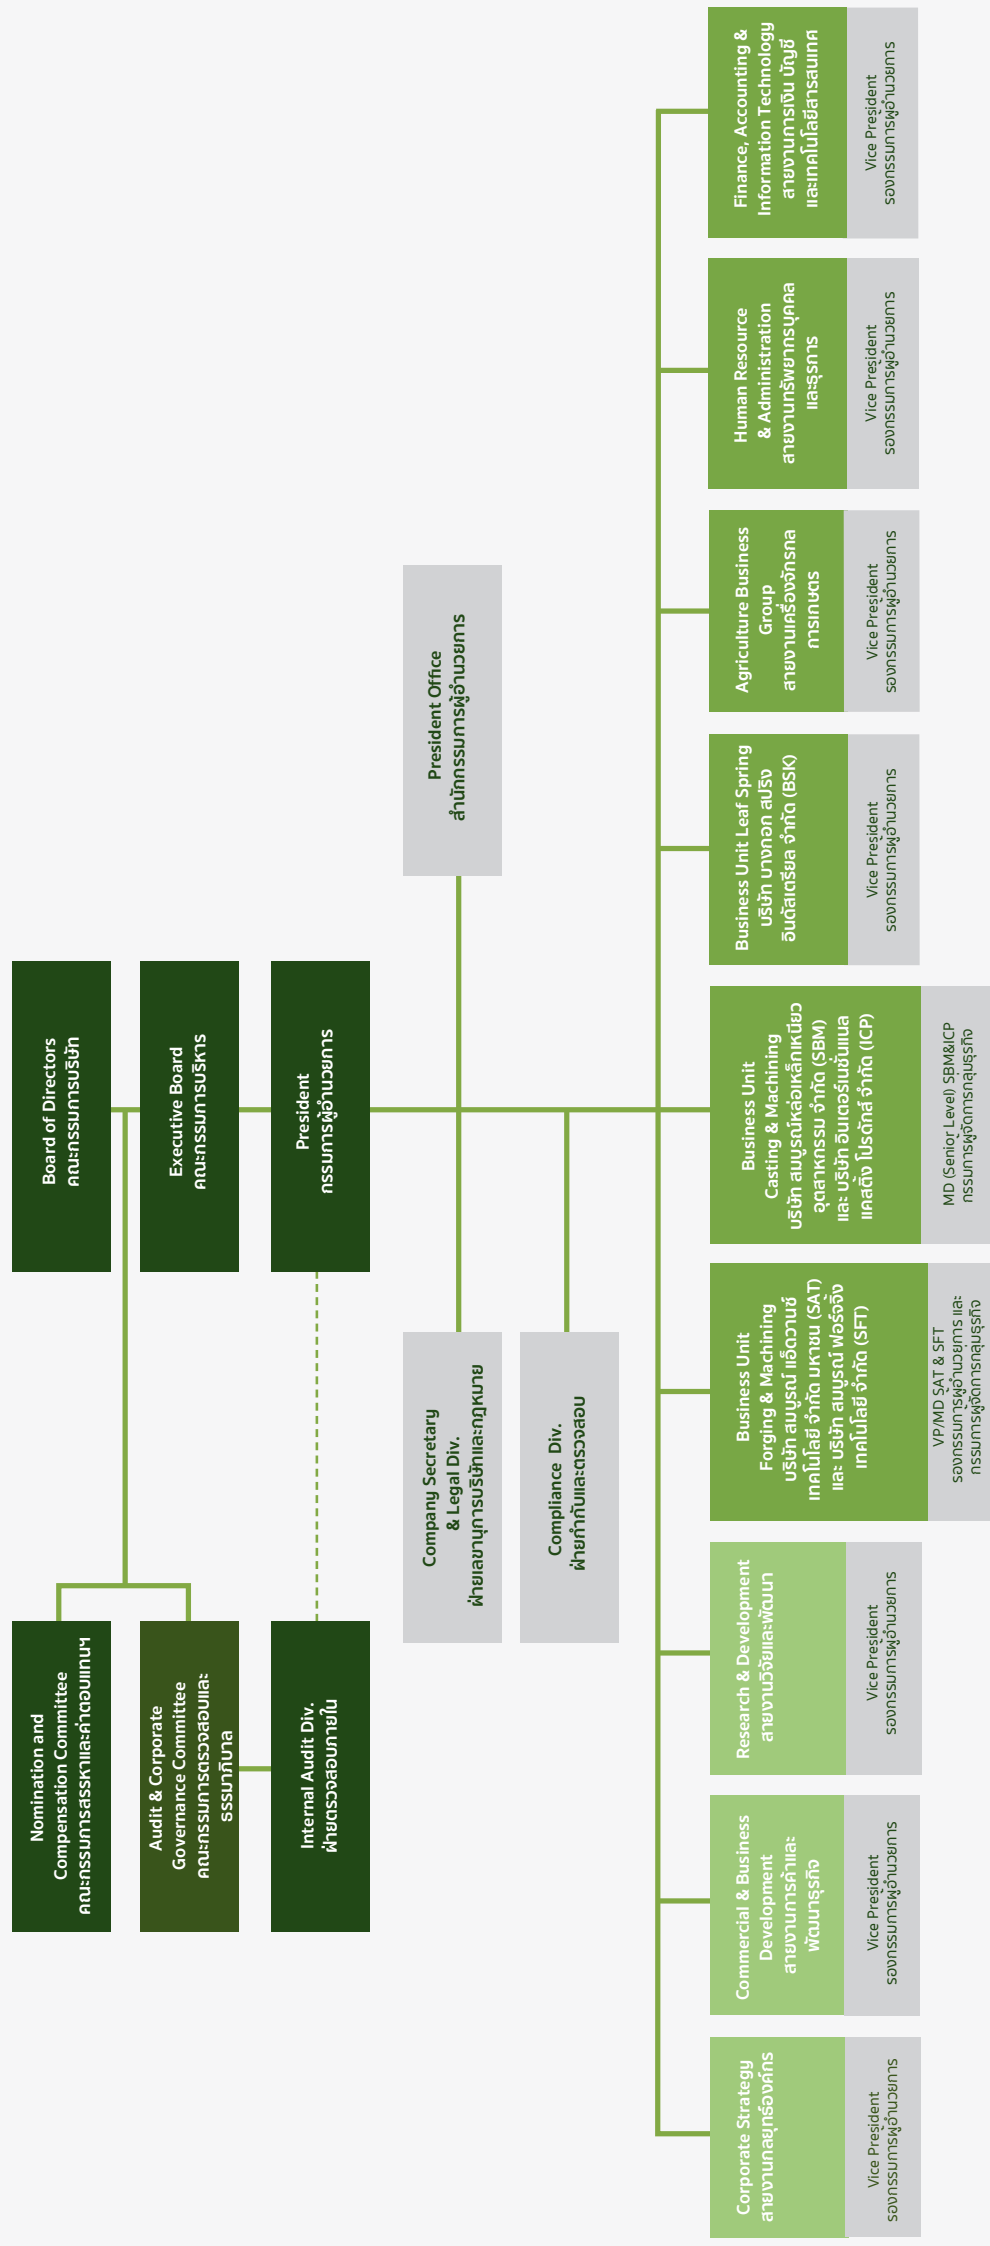 Nomination and
Compensation Committee
คณะกรรมการสรรหาและค่าตอบแทนฯ
Board of Directors
คณะกรรมการบริษัท
Audit & Corporate
Governance Committee
คณะกรรมการตรวจสอบและ
ธรรมาภิบาล
Executive Board
คณะกรรมการบริหาร
Internal Audit Div.
ฝ่ายตรวจสอบภายใน
President
กรรมการผู้อำนวยการ
Company Secretary
& Legal Div.
ฝ่ายเลขานุการบริษัทและกฎหมาย
President Office
สำนักกรรมการผู้อำนวยการ
Compliance Div.
ฝ่ายกำกับและตรวจสอบ
Corporate Strategy
สายงานกลยุทธ์องค์กร
Vice President
รองกรรมการผู้อำนวยการ
Commercial & Business
Development
สายงานการค้าและ
พัฒนาธุรกิจ
Vice President
รองกรรมการผู้อำนวยการ
Research & Development
สายงานวิจัยและพัฒนา
Vice President
รองกรรมการผู้อำนวยการ
Business Unit
Forging & Machining
บริษัท สมบูรณ์ แอ็ดวานซ์
เทคโนโลยี จำกัด มหาชน (SAT)
และ บริษัท สมบูรณ์ ฟอร์จจิ้ง
เทคโนโลยี จำกัด (SFT)
VP/MD SAT & SFT
รองกรรมการผู้อำนวยการ และ
กรรมการผู้จัดการกลุ่มธุรกิจ
Business Unit
Casting & Machining
บริษัท สมบูรณ์หล่อเหล็กเหนียว
อุตสาหกรรม จำกัด (SBM)
และ บริษัท อินเตอร์เนชั่นแนล
แคสติ้ง โปรดักส์ จำกัด (ICP)
MD (Senior Level) SBM&ICP
กรรมการผู้จัดการกลุ่มธุรกิจ
Business Unit Leaf Spring
บริษัท บางกอก สปริง
อินดัสเตรียล จำกัด (BSK)
Vice President
รองกรรมการผู้อำนวยการ
Agriculture Business
Group
สายงานเครื่องจักรกล
การเกษตร
Vice President
รองกรรมการผู้อำนวยการ
Human Resource
& Administration
สายงานทรัพยากรบุคคล
และธุรการ
Vice President
รองกรรมการผู้อำนวยการ
Finance, Accounting &
Information Technology
สายงานการเงิน บัญชี
และเทคโนโลยีสารสนเทศ
Vice President
รองกรรมการผู้อำนวยการ